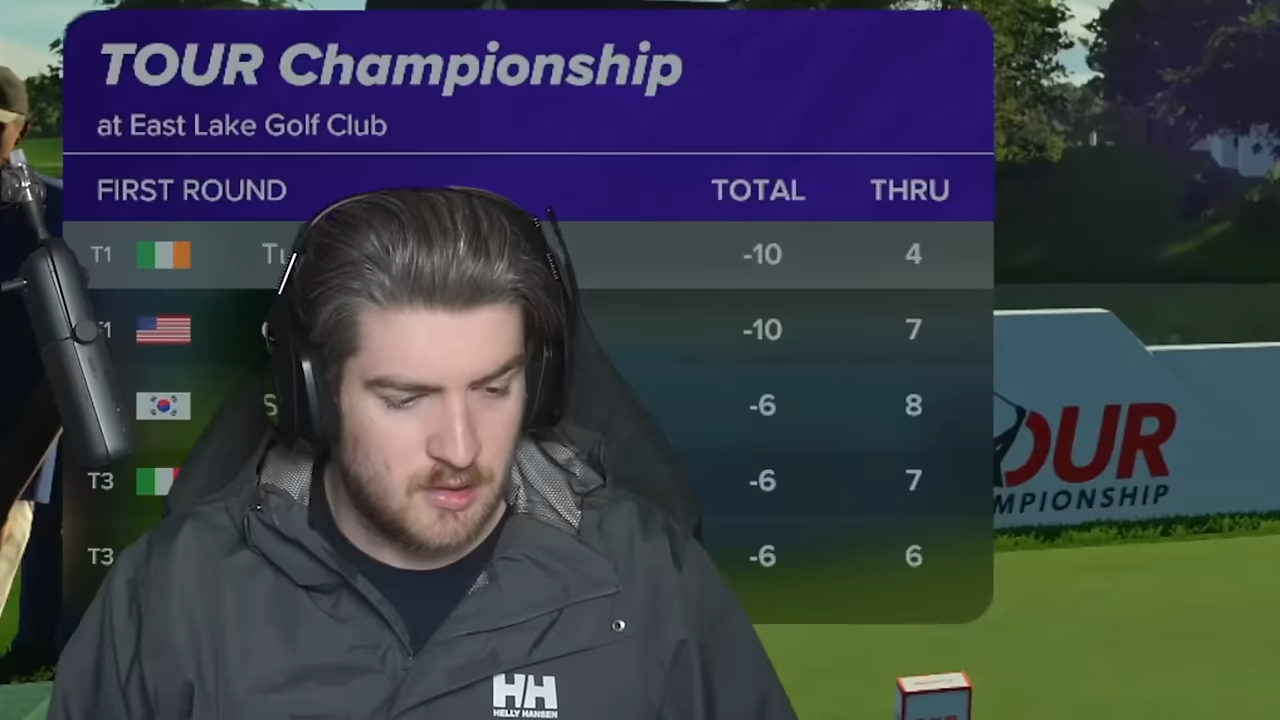 TOUR Championship
at East Lake Golf Club
FIRST ROUND TOTAL THRU
T1 -10 4
-10 7
-6 8
T3 -6 7
T3 -6 6
OUR
MPIONSHIP
HH
HELLY HANSEN